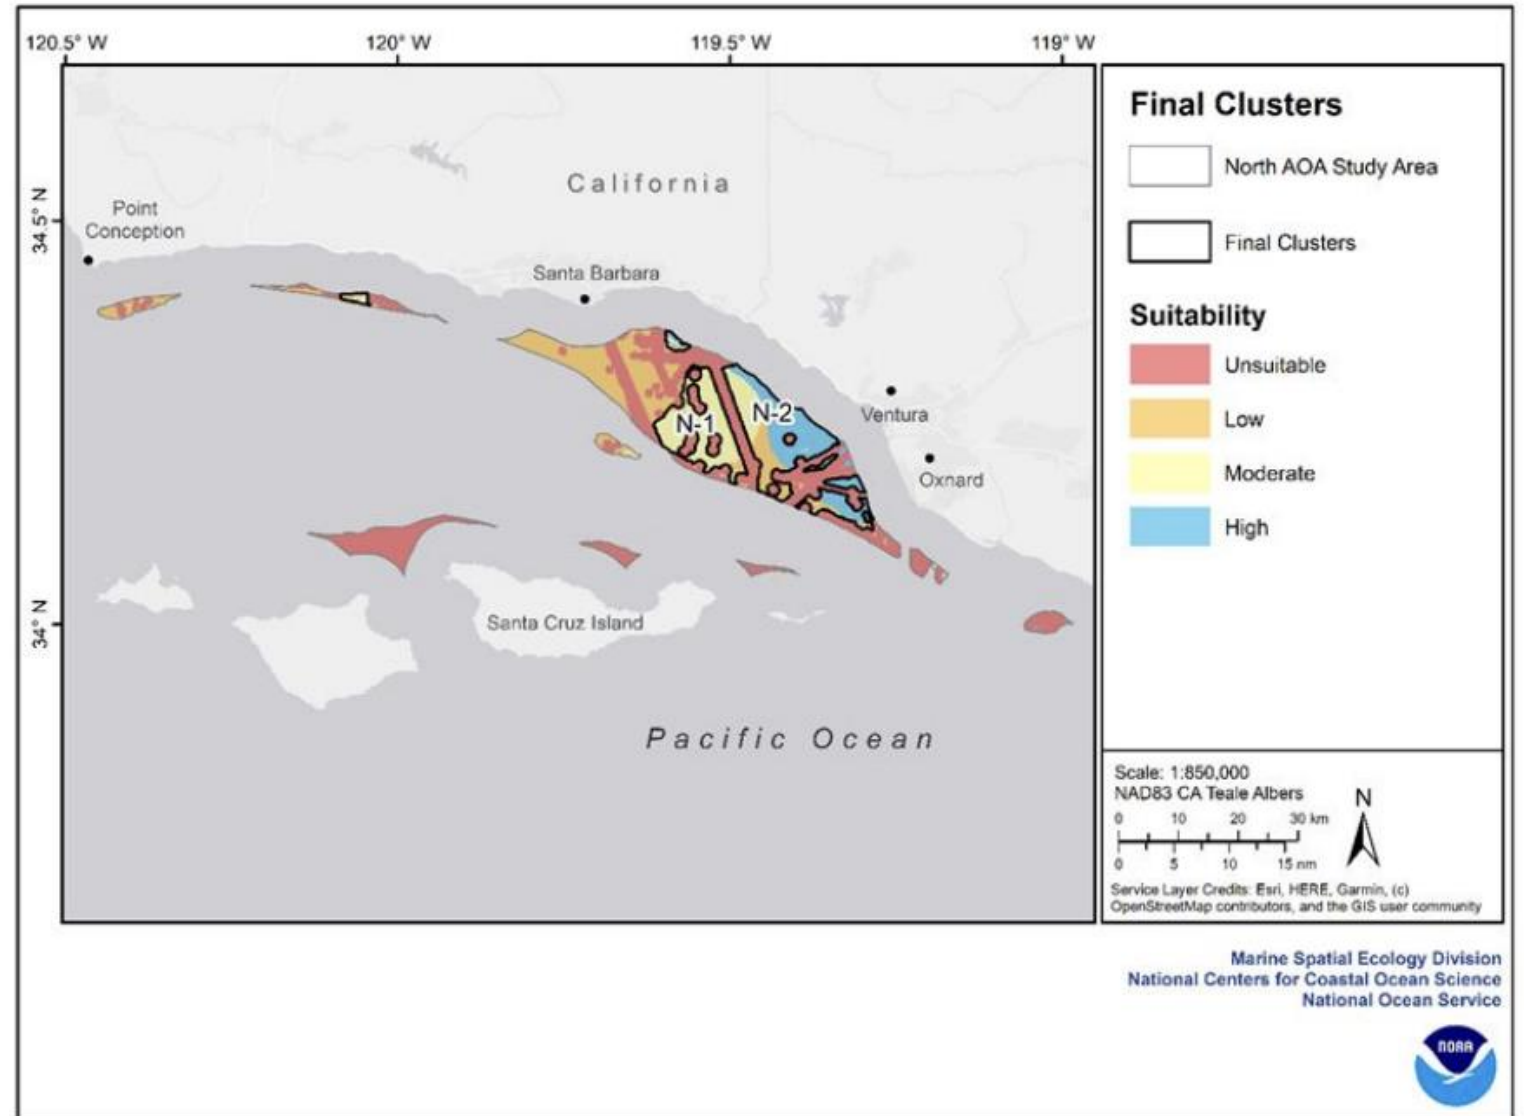 120.5° W
120° W
119.5° W
119° W
34.5° N
34° N
California
Point
Conception
Santa Barbara
N-1
N-2
Ventura
Oxnard
Santa Cruz Island
Pacific Ocean
Final Clusters
North AOA Study Area
Final Clusters
Suitability
Unsuitable
Low
Moderate
High
Scale: 1:850,000
NAD83 CA Teale Albers
N
0 10 20 30 km
0 5 10 15 nm
Service Layer Credits: Esri, HERE, Garmin, (c)
OpenStreetMap contributors, and the GIS user community
Marine Spatial Ecology Division
National Centers for Coastal Ocean Science
National Ocean Service
NOAA